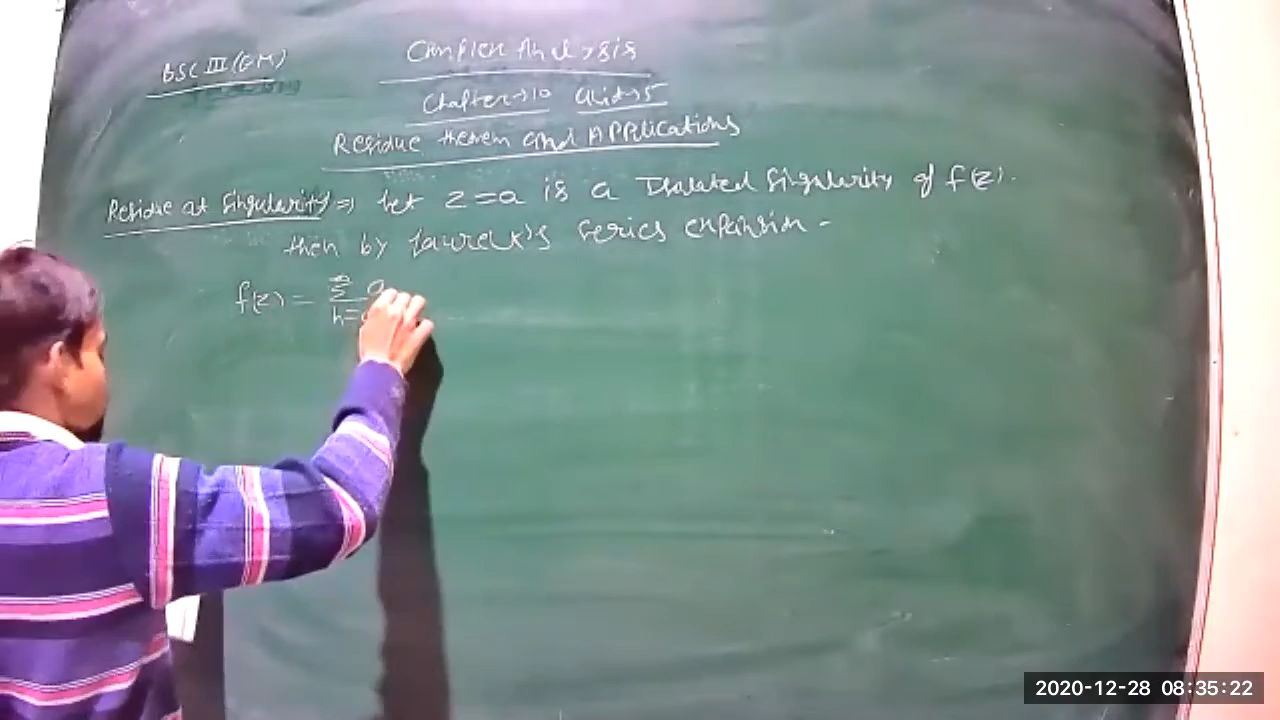 BSC III (GM)
Complex Analysis
Chapter→10 Unit→5
Residue theorem and Applications
Residue at Singularity ⇒ let z=a is a Isolated Singularity of f(z).
then by Laurent's Series expansion -
f(z) = ∞ Σ n= a
2020-12-28 08:35:22